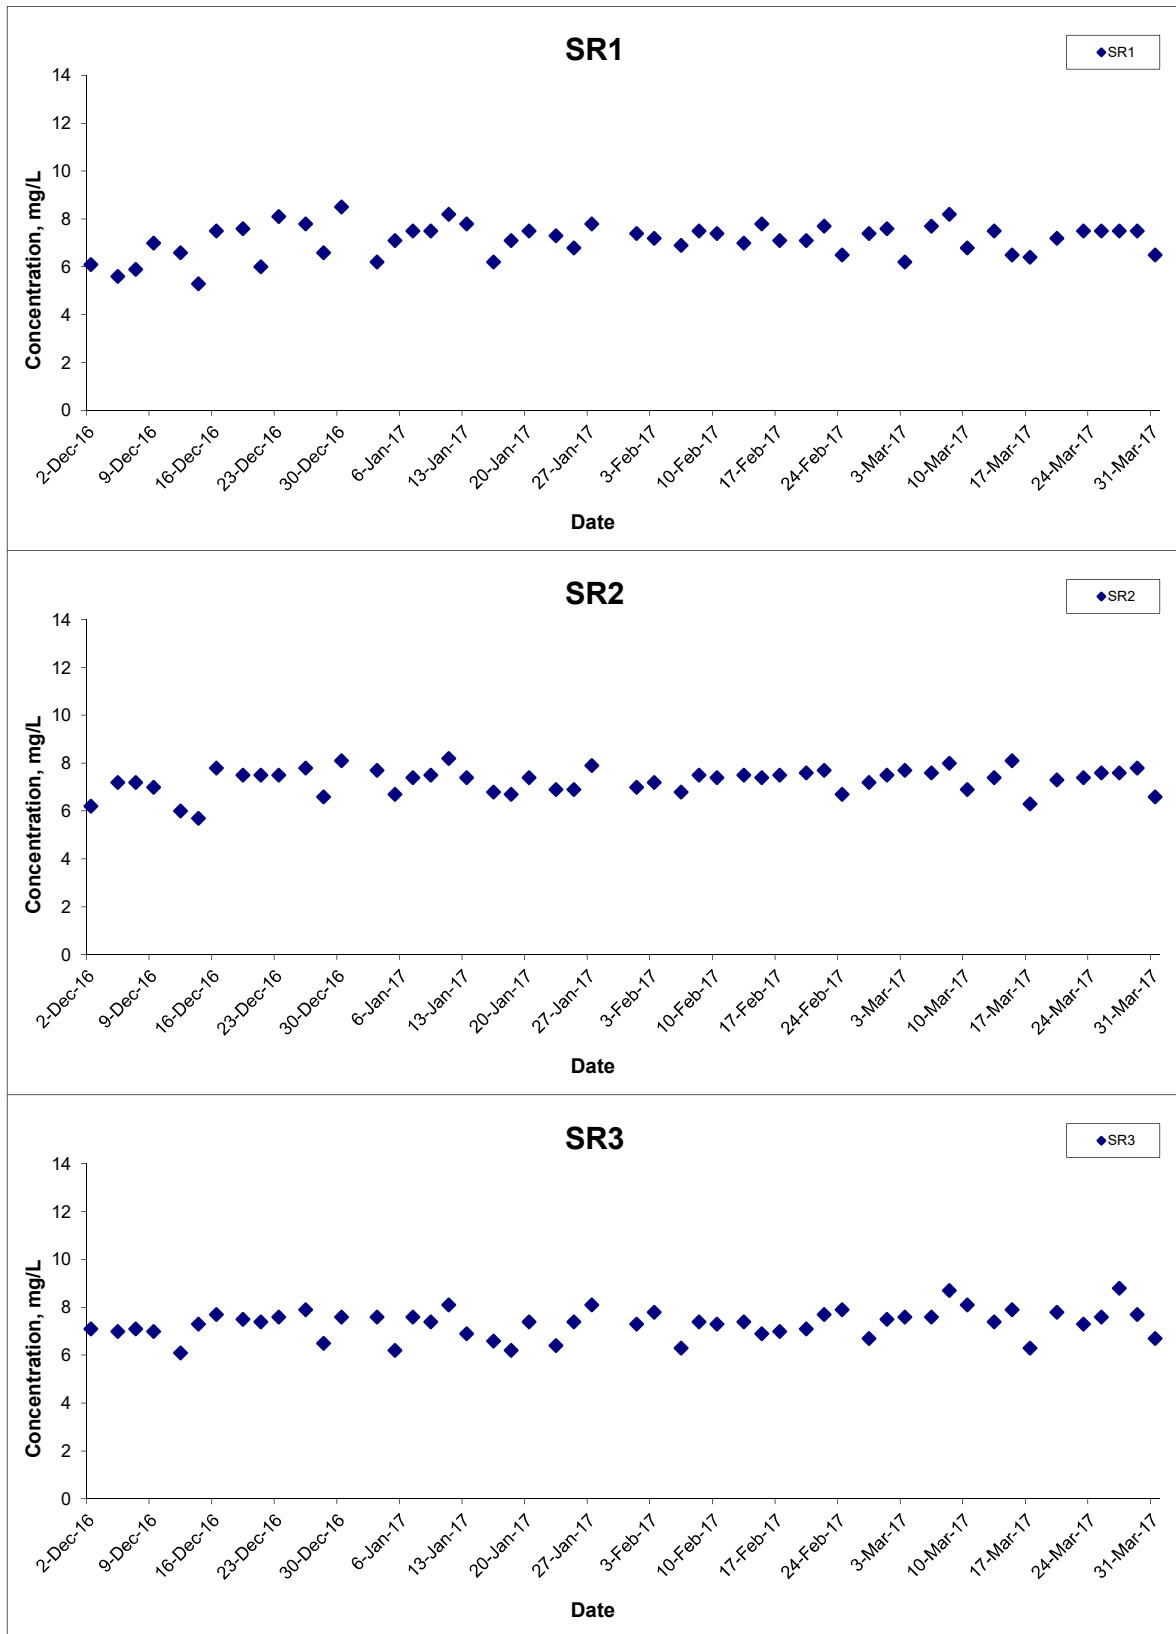 SR1
SR1
14
12
10
8
6
4
2
0
Concentration, mg/L
2-Dec-16
9-Dec-16
16-Dec-16
23-Dec-16
30-Dec-16
6-Jan-17
13-Jan-17
20-Jan-17
27-Jan-17
3-Feb-17
10-Feb-17
17-Feb-17
24-Feb-17
3-Mar-17
10-Mar-17
17-Mar-17
24-Mar-17
31-Mar-17
Date
SR2
SR2
14
12
10
8
6
4
2
0
Concentration, mg/L
2-Dec-16
9-Dec-16
16-Dec-16
23-Dec-16
30-Dec-16
6-Jan-17
13-Jan-17
20-Jan-17
27-Jan-17
3-Feb-17
10-Feb-17
17-Feb-17
24-Feb-17
3-Mar-17
10-Mar-17
17-Mar-17
24-Mar-17
31-Mar-17
Date
SR3
SR3
14
12
10
8
6
4
2
0
Concentration, mg/L
2-Dec-16
9-Dec-16
16-Dec-16
23-Dec-16
30-Dec-16
6-Jan-17
13-Jan-17
20-Jan-17
27-Jan-17
3-Feb-17
10-Feb-17
17-Feb-17
24-Feb-17
3-Mar-17
10-Mar-17
17-Mar-17
24-Mar-17
31-Mar-17
Date